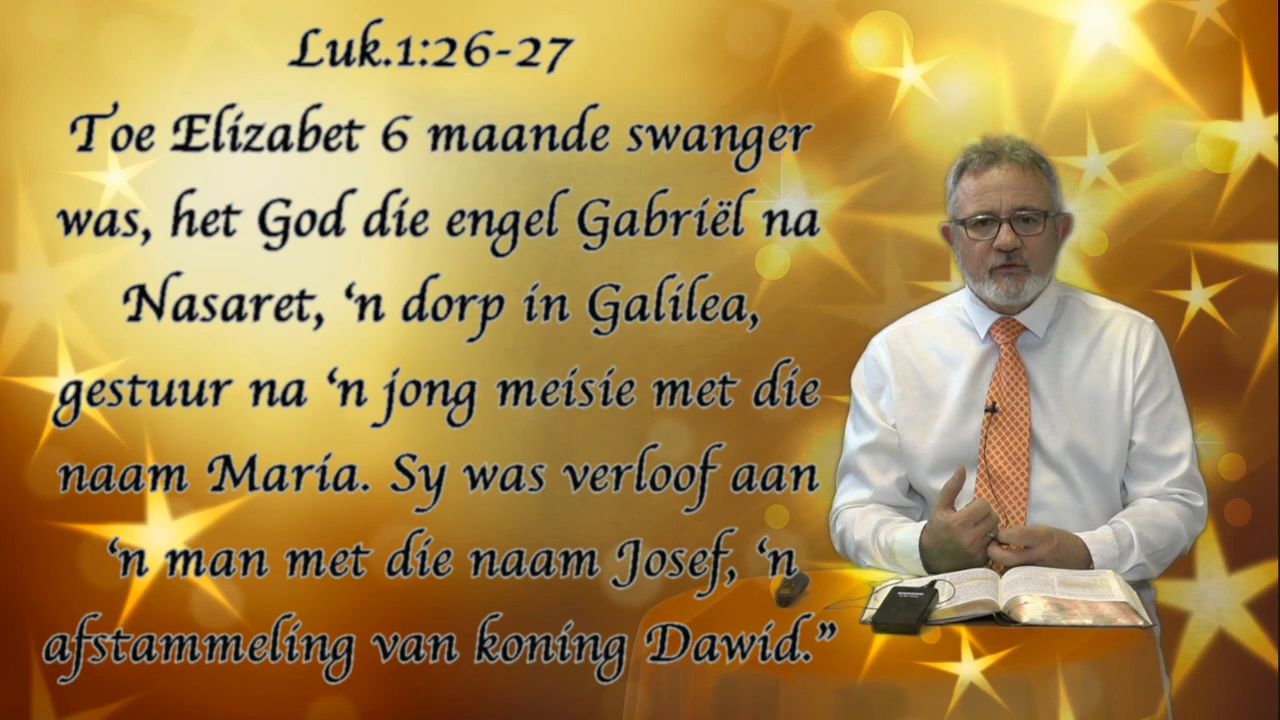 Luk.1:26-27
Toe Elizabet 6 maande swanger
was, het God die engel Gabriël na
Nasaret, ‘n dorp in Galilea,
gestuur na ‘n jong meisie met die
naam Maria. Sy was verloof aan
‘n man met die naam Josef, ‘n
afstammeling van koning Dawid.”